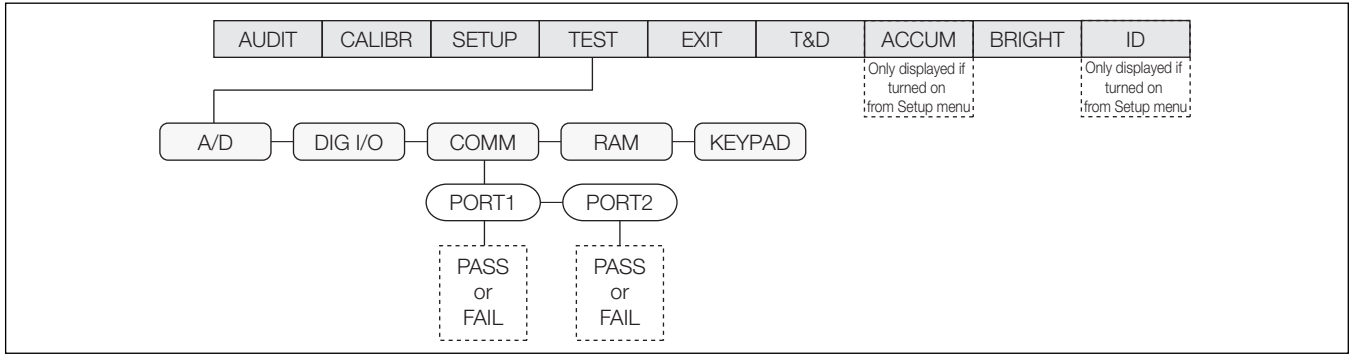 AUDIT CALIBR SETUP TEST EXIT T&D ACCUM BRIGHT ID
Only displayed if
turned on
from Setup menu
Only displayed if
turned on
from Setup menu
A/D DIG I/O COMM RAM KEYPAD
PORT1 PORT2
PASS
or
FAIL
PASS
or
FAIL